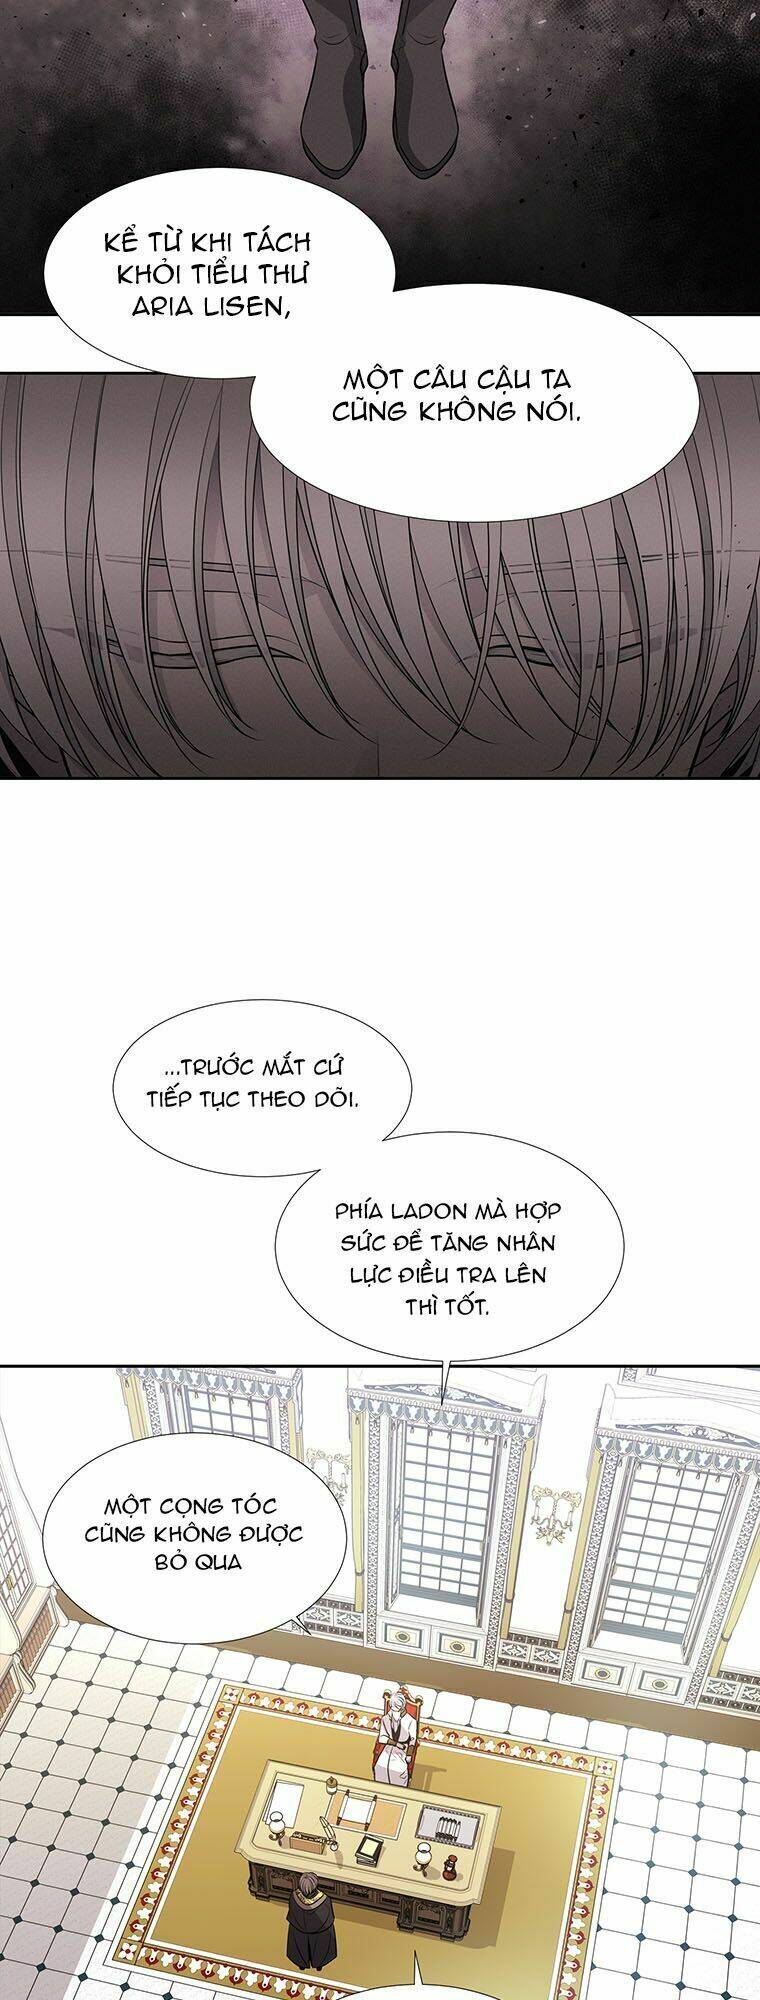 KỂ TỪ KHI TÁCH
KHỎI TIỂU THƯ
ARIA LISEN,
MỘT CÂU CẬU TA
CŨNG KHÔNG NÓI.
...TRƯỚC MẮT CỨ
TIẾP TỤC THEO DÕI.
PHÍA LADON MÀ HỢP
SỨC ĐỂ TĂNG NHÂN
LỰC ĐIỀU TRA LÊN
THÌ TỐT.
MỘT CỌNG TÓC
CŨNG KHÔNG ĐƯỢC
BỎ QUA